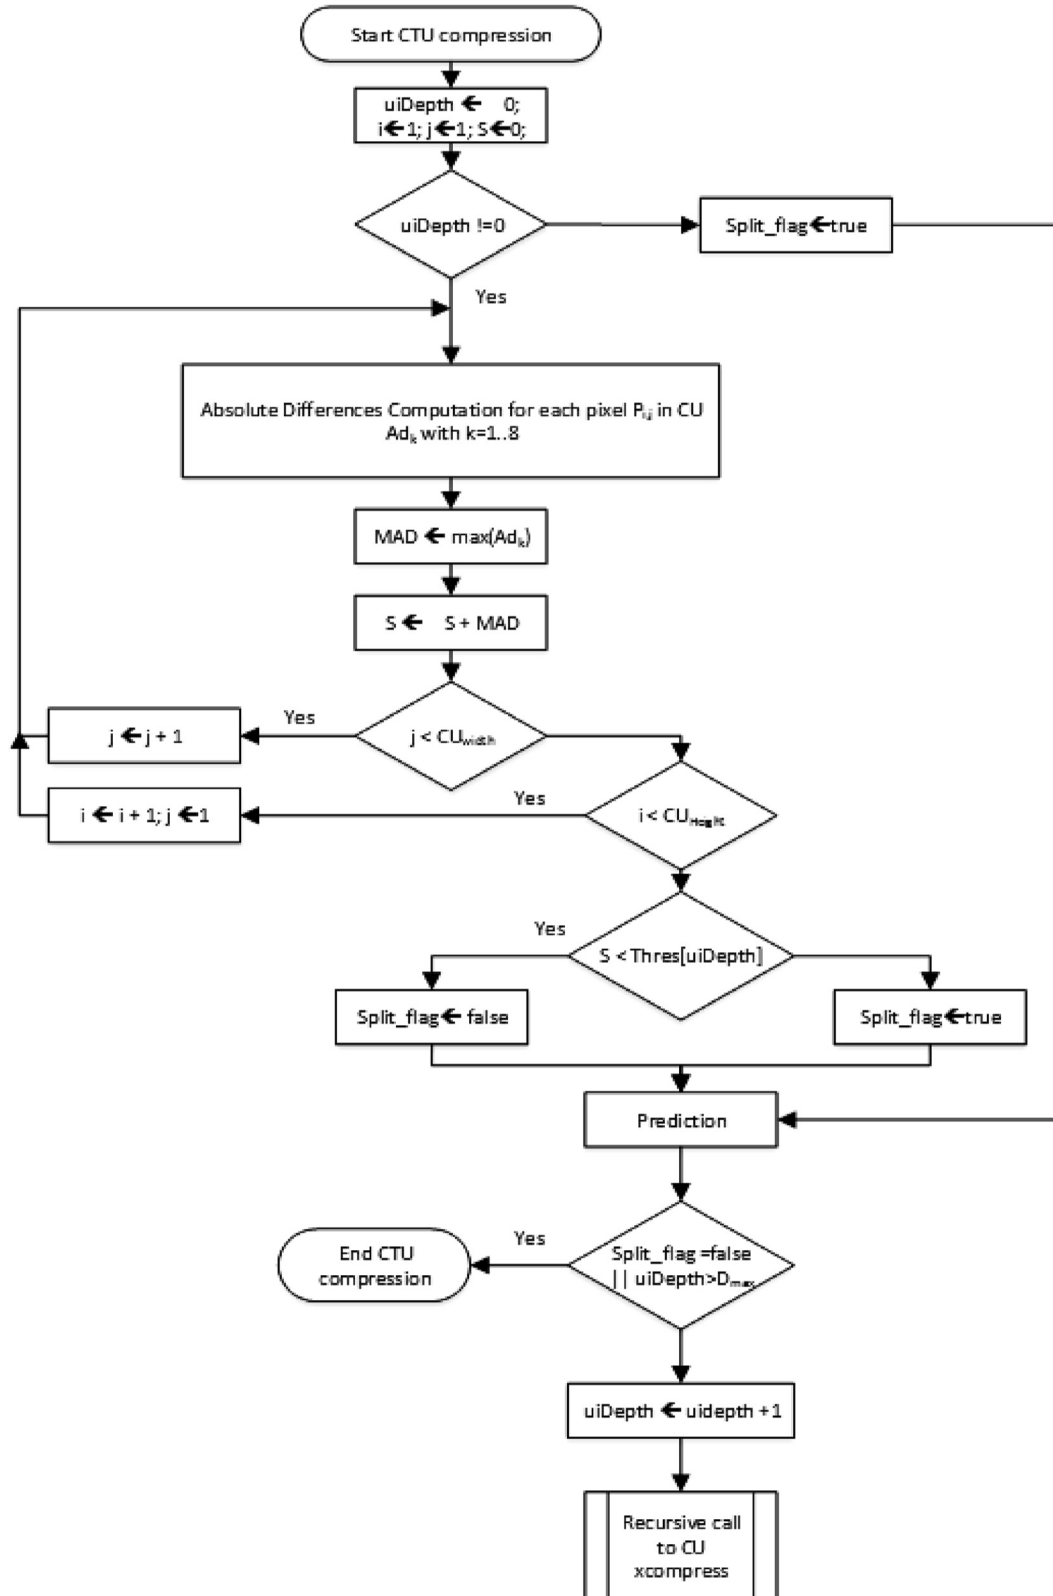 Start CTU compression
uiDepth ← 0;
i←1; j←1; S←0;
uiDepth !=0
Split_flag←true
Yes
Absolute Differences Computation for each pixel Pi,j in CU
Adk with k=1..8
MAD ← max(Adk)
S ← S + MAD
Yes
j ← j + 1
j < CUwidth
Yes
i ← i + 1; j ←1
i < CUHeight
Yes
S < Thres[uiDepth]
Split_flag← false
Split_flag←true
Prediction
Yes
End CTU
compression
Split_flag =false
|| uiDepth>Dmax
uiDepth ← uidepth +1
Recursive call
to CU
xcompress